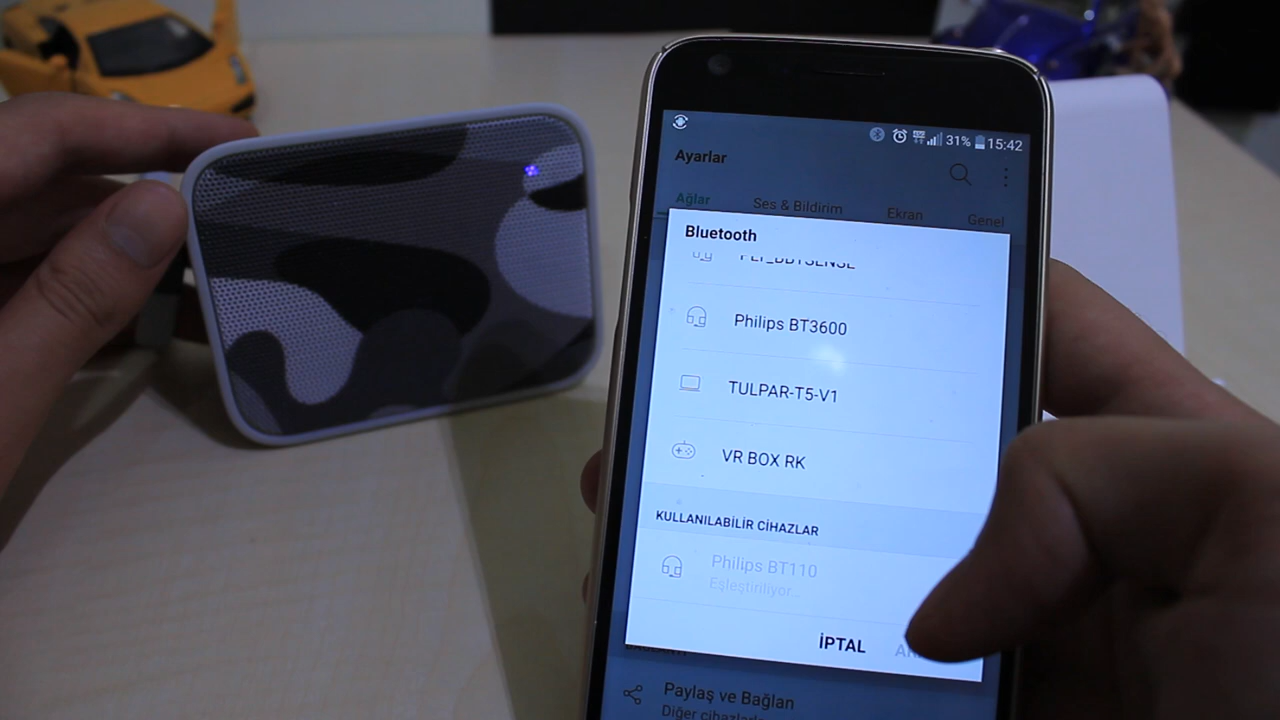 31% 15:42
Ayarlar
Ağlar Ses & Bildirim Ekran Genel
Bluetooth
Philips BT3600
TULPAR-T5-V1
VR BOX RK
KULLANILABİLİR CİHAZLAR
Philips BT110
Eşleştiriliyor...
İPTAL
Paylaş ve Bağlan
Diğer